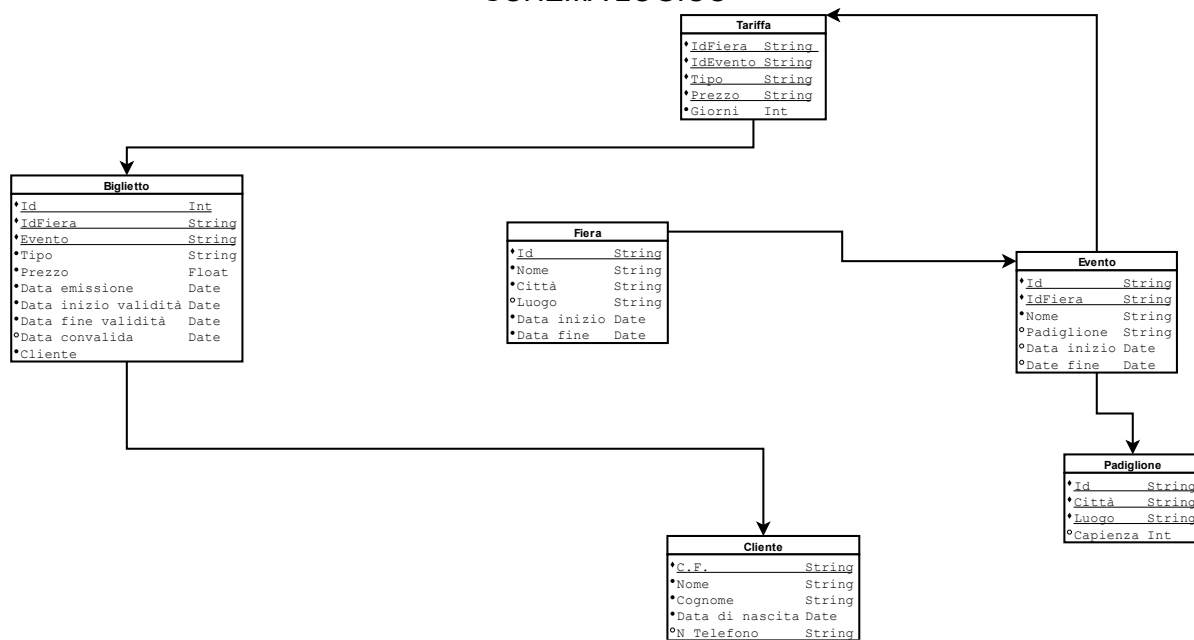 SCHEMA LOGICO
Tariffa
IdFiera String
IdEvento String
Tipo String
Prezzo String
Giorni Int
Biglietto
Id Int
IdFiera String
Evento String
Tipo String
Prezzo Float
Data emissione Date
Data inizio validità Date
Data fine validità Date
Data convalida Date
Cliente
Fiera
Id String
Nome String
Città String
Luogo String
Data inizio Date
Data fine Date
Evento
Id String
IdFiera String
Nome String
Padiglione String
Data inizio Date
Date fine Date
Padiglione
Id String
Città String
Luogo String
Capienza Int
Cliente
C.F. String
Nome String
Cognome String
Data di nascita Date
N Telefono String